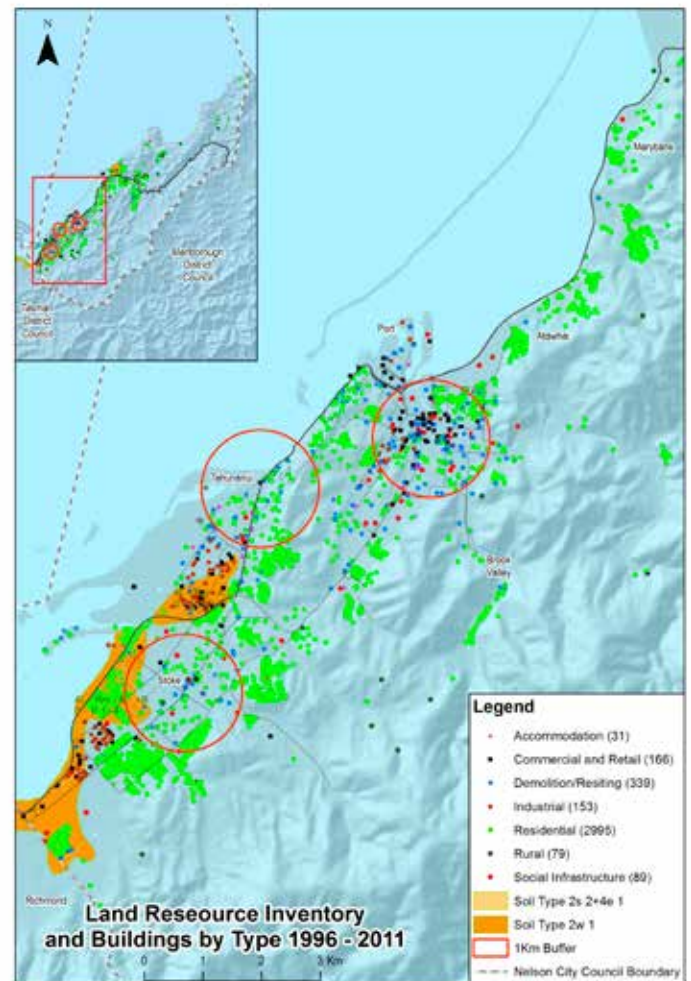 N
Marlborough
District
Council
Tasman
District
Council
Marybank
Atawhai
Port
Tahunanui
Brook
Valley
Stoke
Richmond
Land Reseource Inventory
and Buildings by Type 1996 - 2011
0 1 2 3 Km
Legend
Accommodation (31)
Commercial and Retail (166)
Demolition/Resiting (339)
Industrial (153)
Residential (2995)
Rural (79)
Social Infrastructure (89)
Soil Type 2s 2+4e 1
Soil Type 2w 1
1Km Buffer
Nelson City Council Boundary